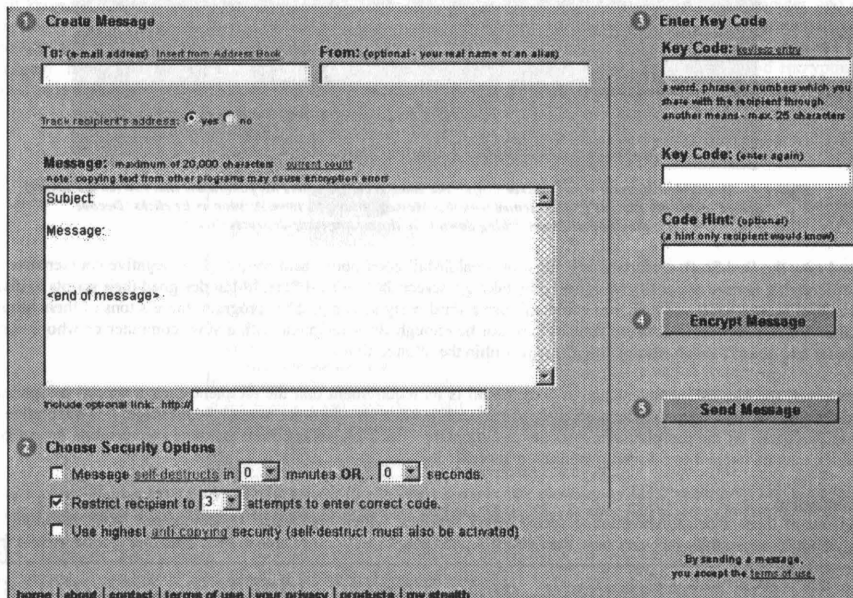 1 Create Message
To: (e-mail address) Insert from Address Book
From: (optional - your real name or an alias)
Track recipient's address: yes no
Message: maximum of 20,000 characters current count
note: copying text from other programs may cause encryption errors
Subject:
Message:
<end of message>
Include optional link: http://
2 Choose Security Options
Message self-destructs in 0 minutes OR... 0 seconds.
Restrict recipient to 3 attempts to enter correct code.
Use highest anti-copying security (self-destruct must also be activated)
home | about | contact | terms of use | your privacy | products | my stealth
3 Enter Key Code
Key Code: keyless entry
a word, phrase or numbers which you
share with the recipient through
another means - max. 25 characters
Key Code: (enter again)
Code Hint: (optional)
(a hint only recipient would know)
4 Encrypt Message
5 Send Message
By sending a message,
you accept the terms of use.